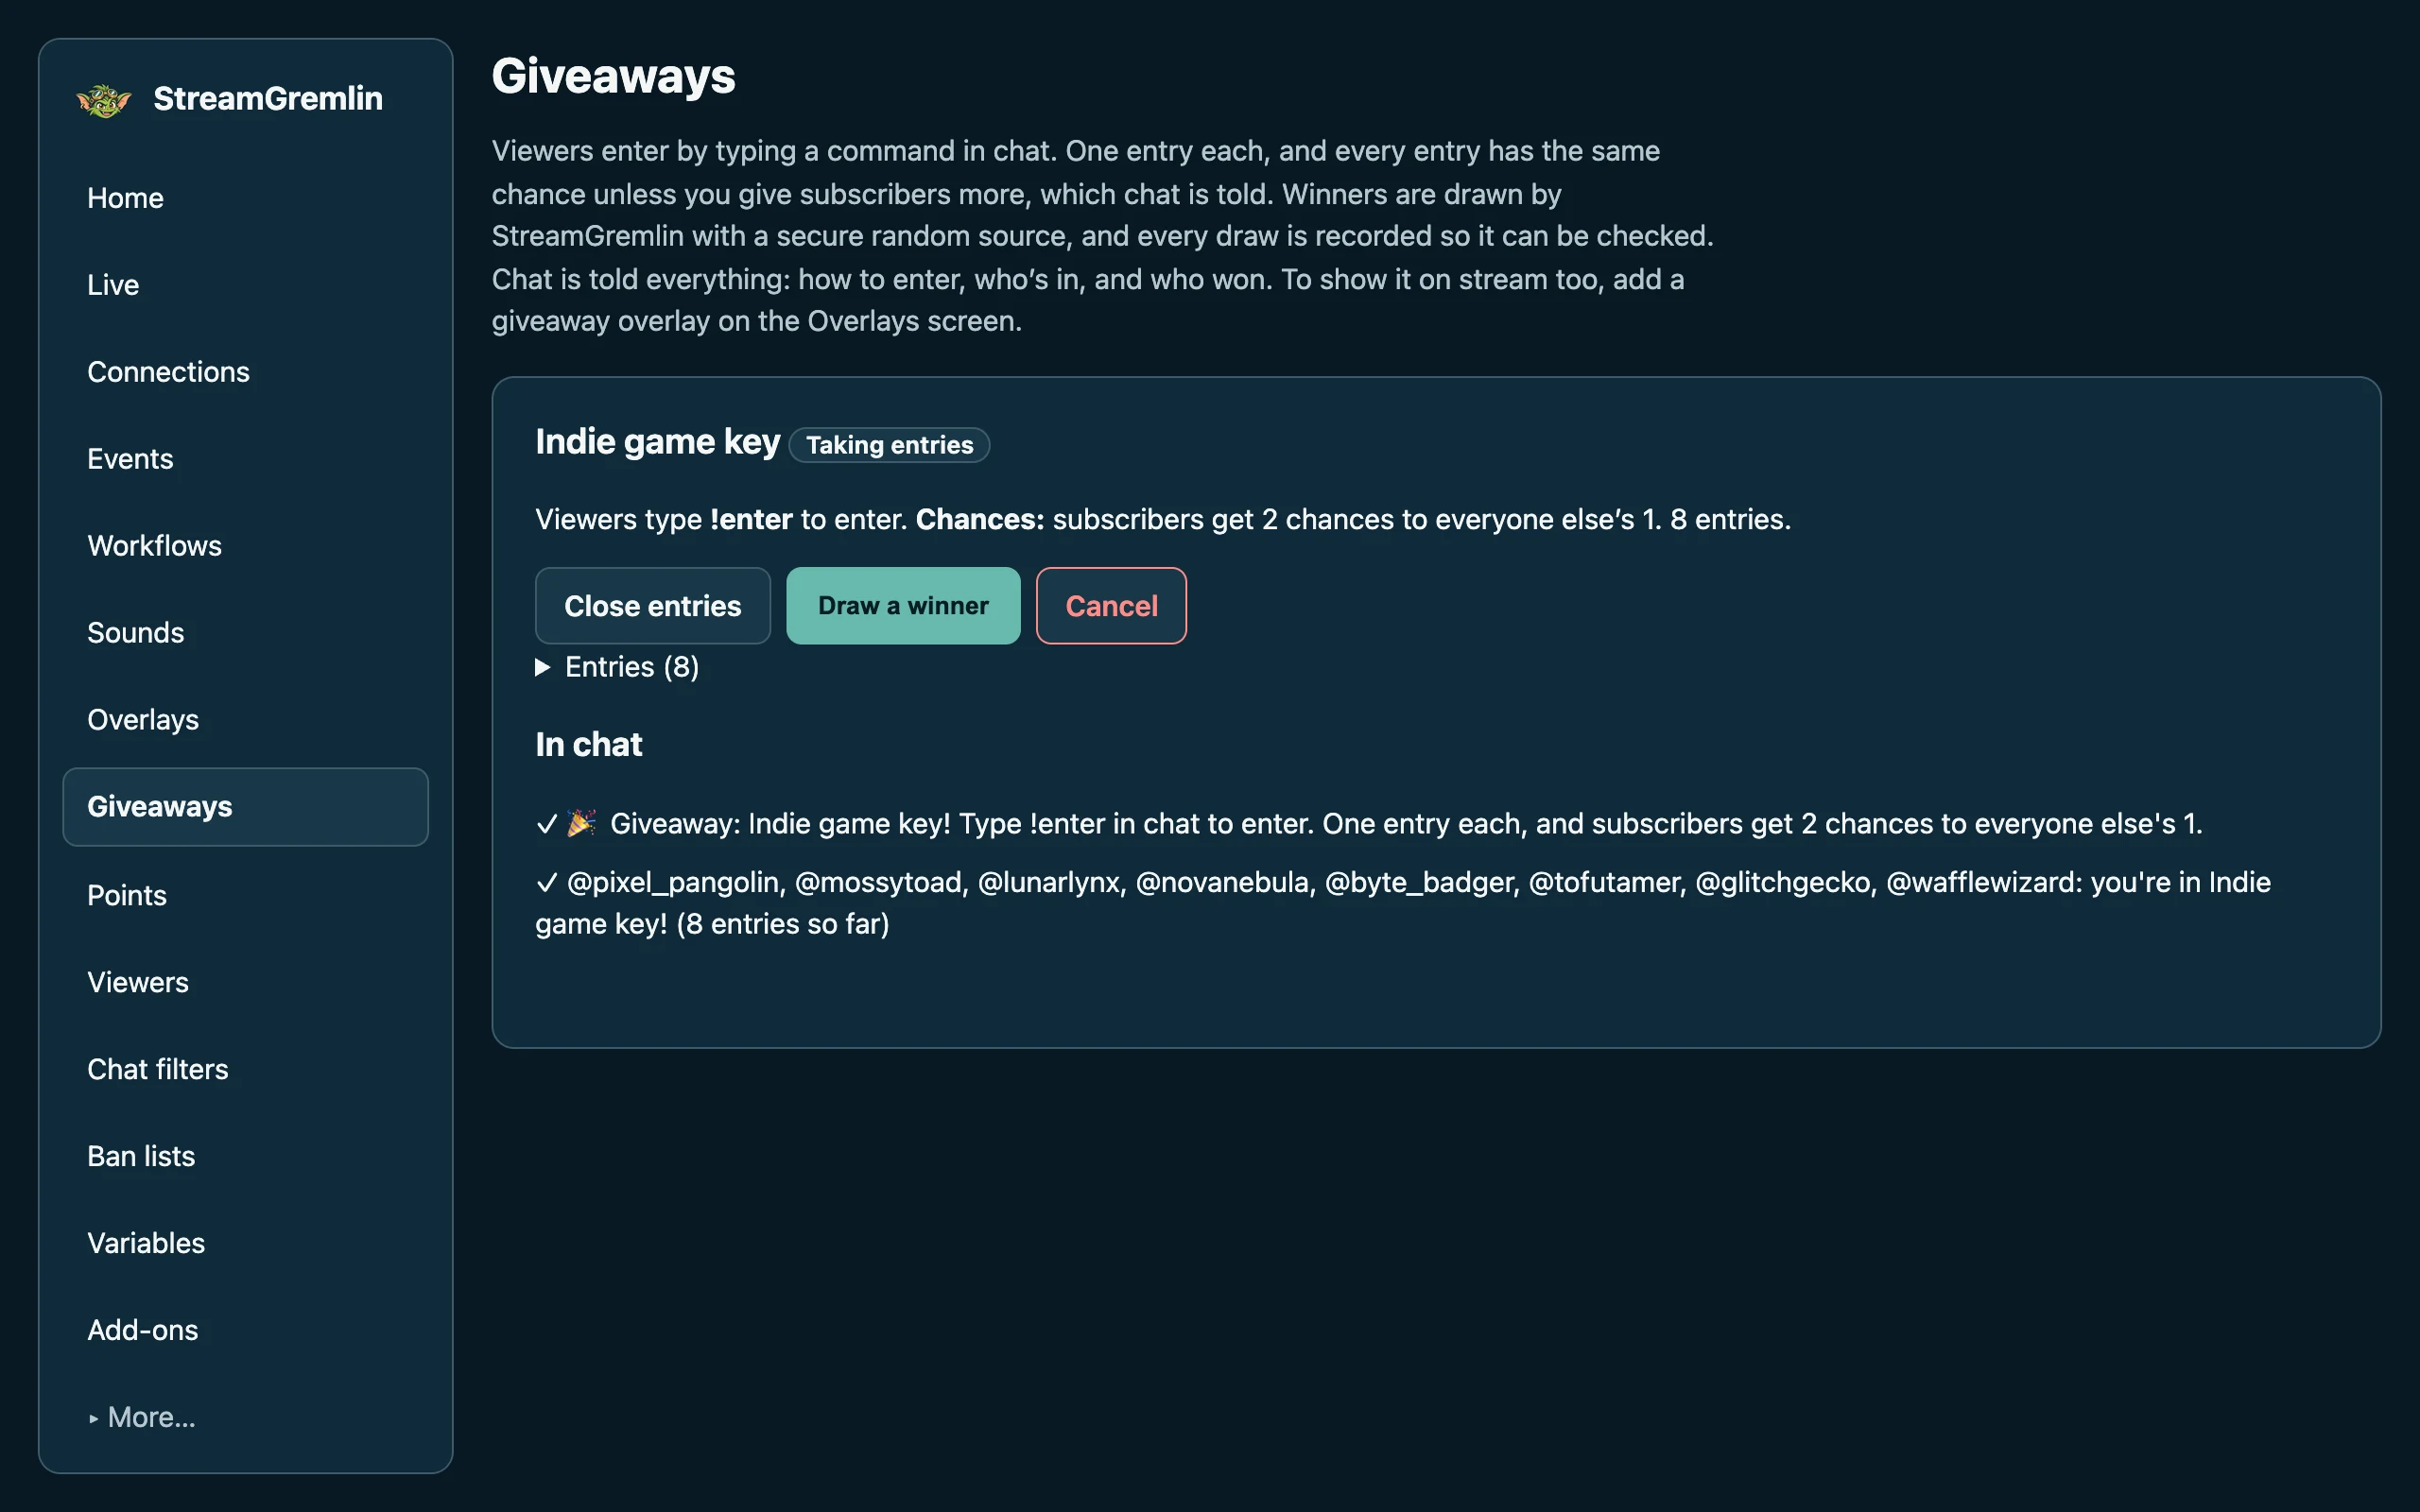 StreamGremlin
Home
Live
Connections
Events
Workflows
Sounds
Overlays
Giveaways
Points
Viewers
Chat filters
Ban lists
Variables
Add-ons
▸ More...
Giveaways
Viewers enter by typing a command in chat. One entry each, and every entry has the same
chance unless you give subscribers more, which chat is told. Winners are drawn by
StreamGremlin with a secure random source, and every draw is recorded so it can be checked.
Chat is told everything: how to enter, who’s in, and who won. To show it on stream too, add a
giveaway overlay on the Overlays screen.
Indie game key Taking entries
Viewers type !enter to enter. Chances: subscribers get 2 chances to everyone else’s 1. 8 entries.
Close entries Draw a winner Cancel
▶ Entries (8)
In chat
✓ 🎉 Giveaway: Indie game key! Type !enter in chat to enter. One entry each, and subscribers get 2 chances to everyone else's 1.
✓ @pixel_pangolin, @mossytoad, @lunarlynx, @novanebula, @byte_badger, @tofutamer, @glitchgecko, @wafflewizard: you're in Indie
game key! (8 entries so far)